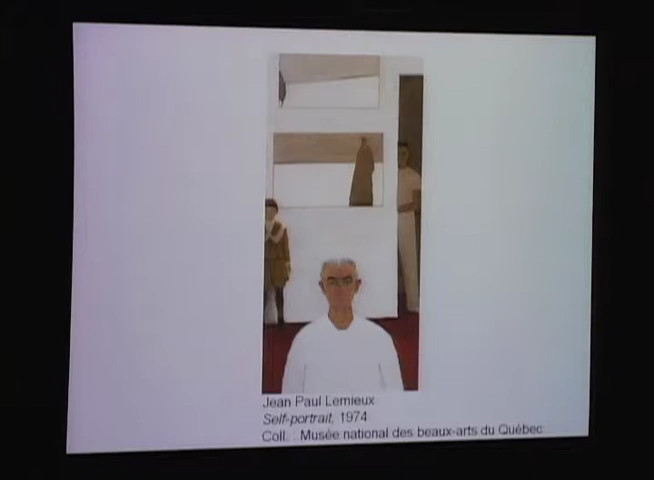 Jean Paul Lemieux
Self-portrait, 1974
Coll. : Musée national des beaux-arts du Québec